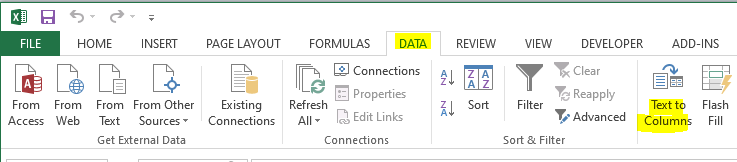 FILE HOME INSERT PAGE LAYOUT FORMULAS DATA REVIEW VIEW DEVELOPER ADD-INS
From Access
From Web
From Text
From Other Sources
Existing Connections
Get External Data
Refresh All
Connections
Properties
Edit Links
Connections
Sort
Filter
Clear
Reapply
Advanced
Sort & Filter
Text to Columns
Flash Fill